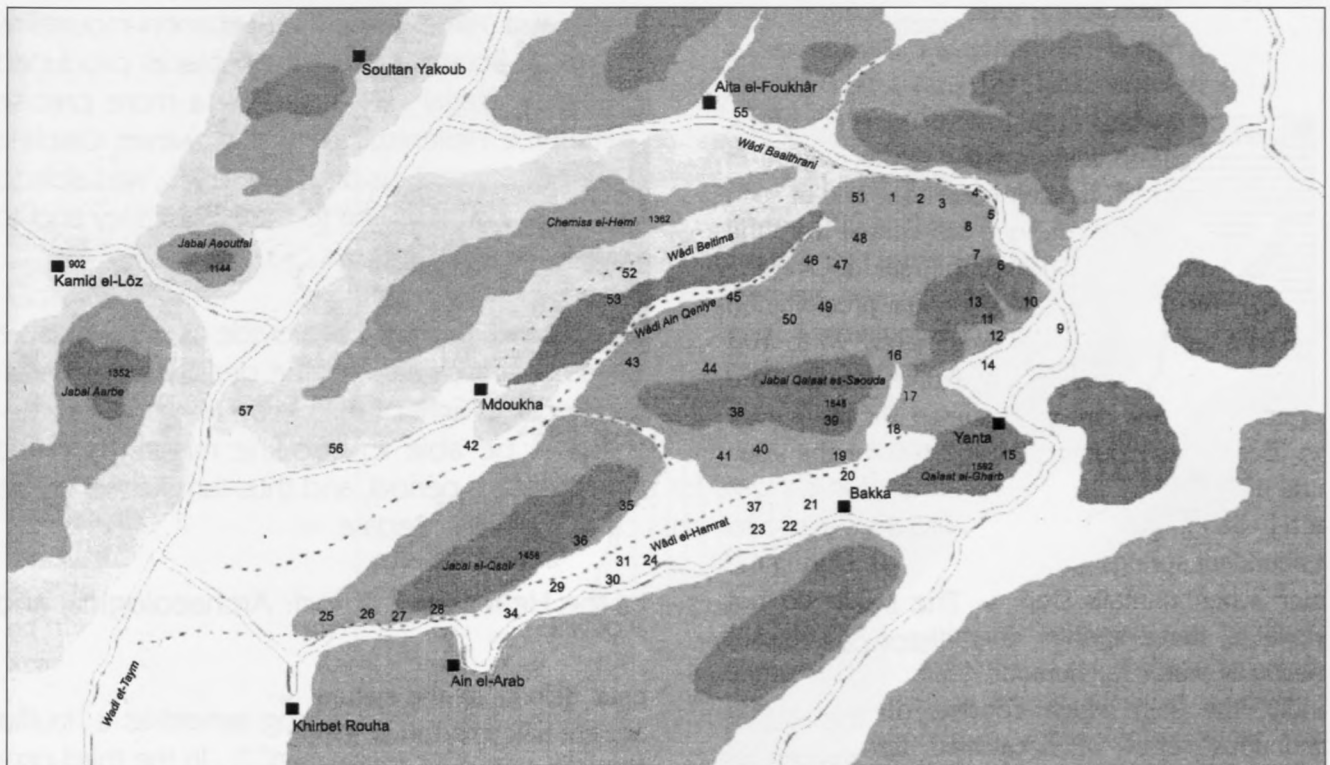 Soultan Yakoub
Aita el-Foukhâr
55
Wâdi Baaithrani
51 1 2 3 4
5
8
Chemiss el-Hemi 1362
Jabal Aaoutfal
1144
902
Kamid el-Lôz
Wâdi Beltima
52
48
46 47
7
6
53
45
Wâdi Ain Qeniye
49
50
13
10
11
12
9
14
43
44
16
1352
Jabal Aarbe
57
Mdoukha
Jabal Qalaat es-Saouda
1548
38 39
17
18
Yanta
15
1582
Qalaat el-Gharb
56
42
41 40 19
20
Bakka
35
37 21
22
23
Wâdi el-Hamrat
36
1456
Jabal el-Qaaïr
31 24
30
29
34
25 26 27 28
Ain el-Arab
Khirbet Rouha
Wadi et-Taym